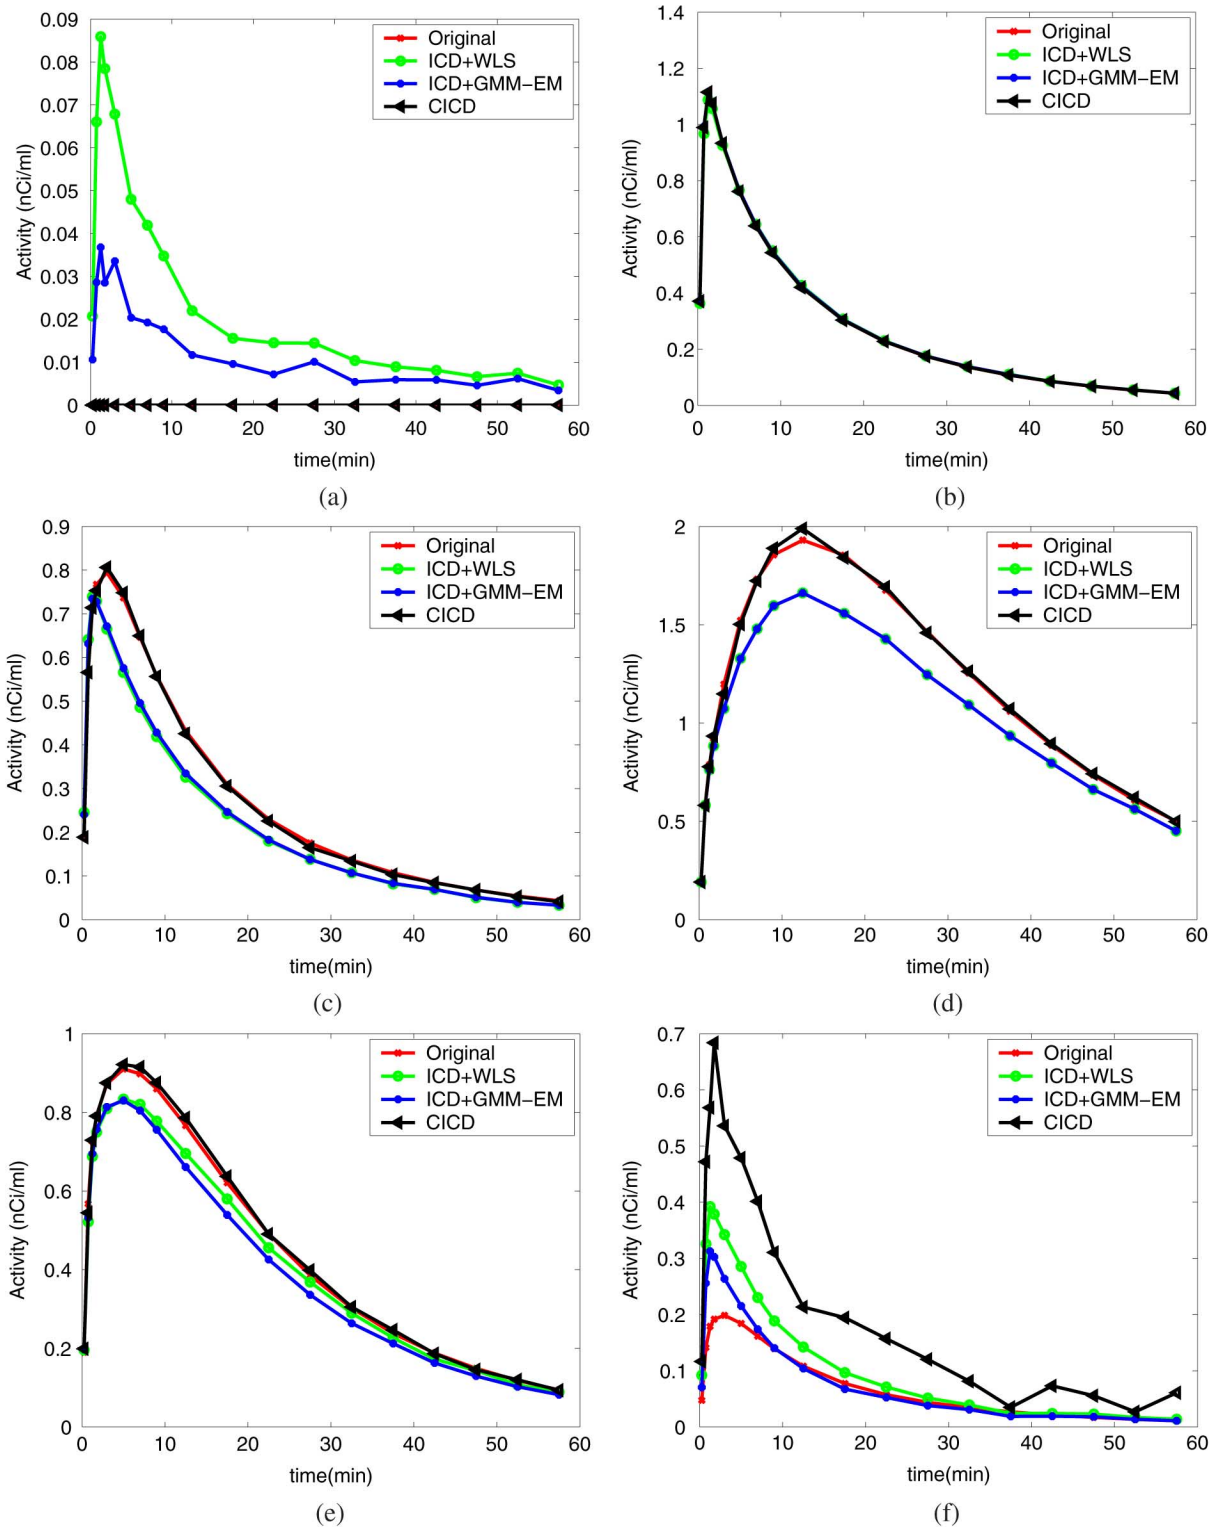 0.09
0.08
0.07
0.06
0.05
0.04
0.03
0.02
0.01
0
Activity (nCi/ml)
Original
ICD+WLS
ICD+GMM−EM
CICD
0 10 20 30 40 50 60
time(min)
(a)
1.4
1.2
1
0.8
0.6
0.4
0.2
0
Activity (nCi/ml)
Original
ICD+WLS
ICD+GMM−EM
CICD
0 10 20 30 40 50 60
time(min)
(b)
0.9
0.8
0.7
0.6
0.5
0.4
0.3
0.2
0.1
0
Activity (nCi/ml)
Original
ICD+WLS
ICD+GMM−EM
CICD
0 10 20 30 40 50 60
time(min)
(c)
2
1.5
1
0.5
0
Activity (nCi/ml)
Original
ICD+WLS
ICD+GMM−EM
CICD
0 10 20 30 40 50 60
time(min)
(d)
1
0.8
0.6
0.4
0.2
0
Activity (nCi/ml)
Original
ICD+WLS
ICD+GMM−EM
CICD
0 10 20 30 40 50 60
time(min)
(e)
0.7
0.6
0.5
0.4
0.3
0.2
0.1
0
Activity (nCi/ml)
Original
ICD+WLS
ICD+GMM−EM
CICD
0 10 20 30 40 50 60
time(min)
(f)